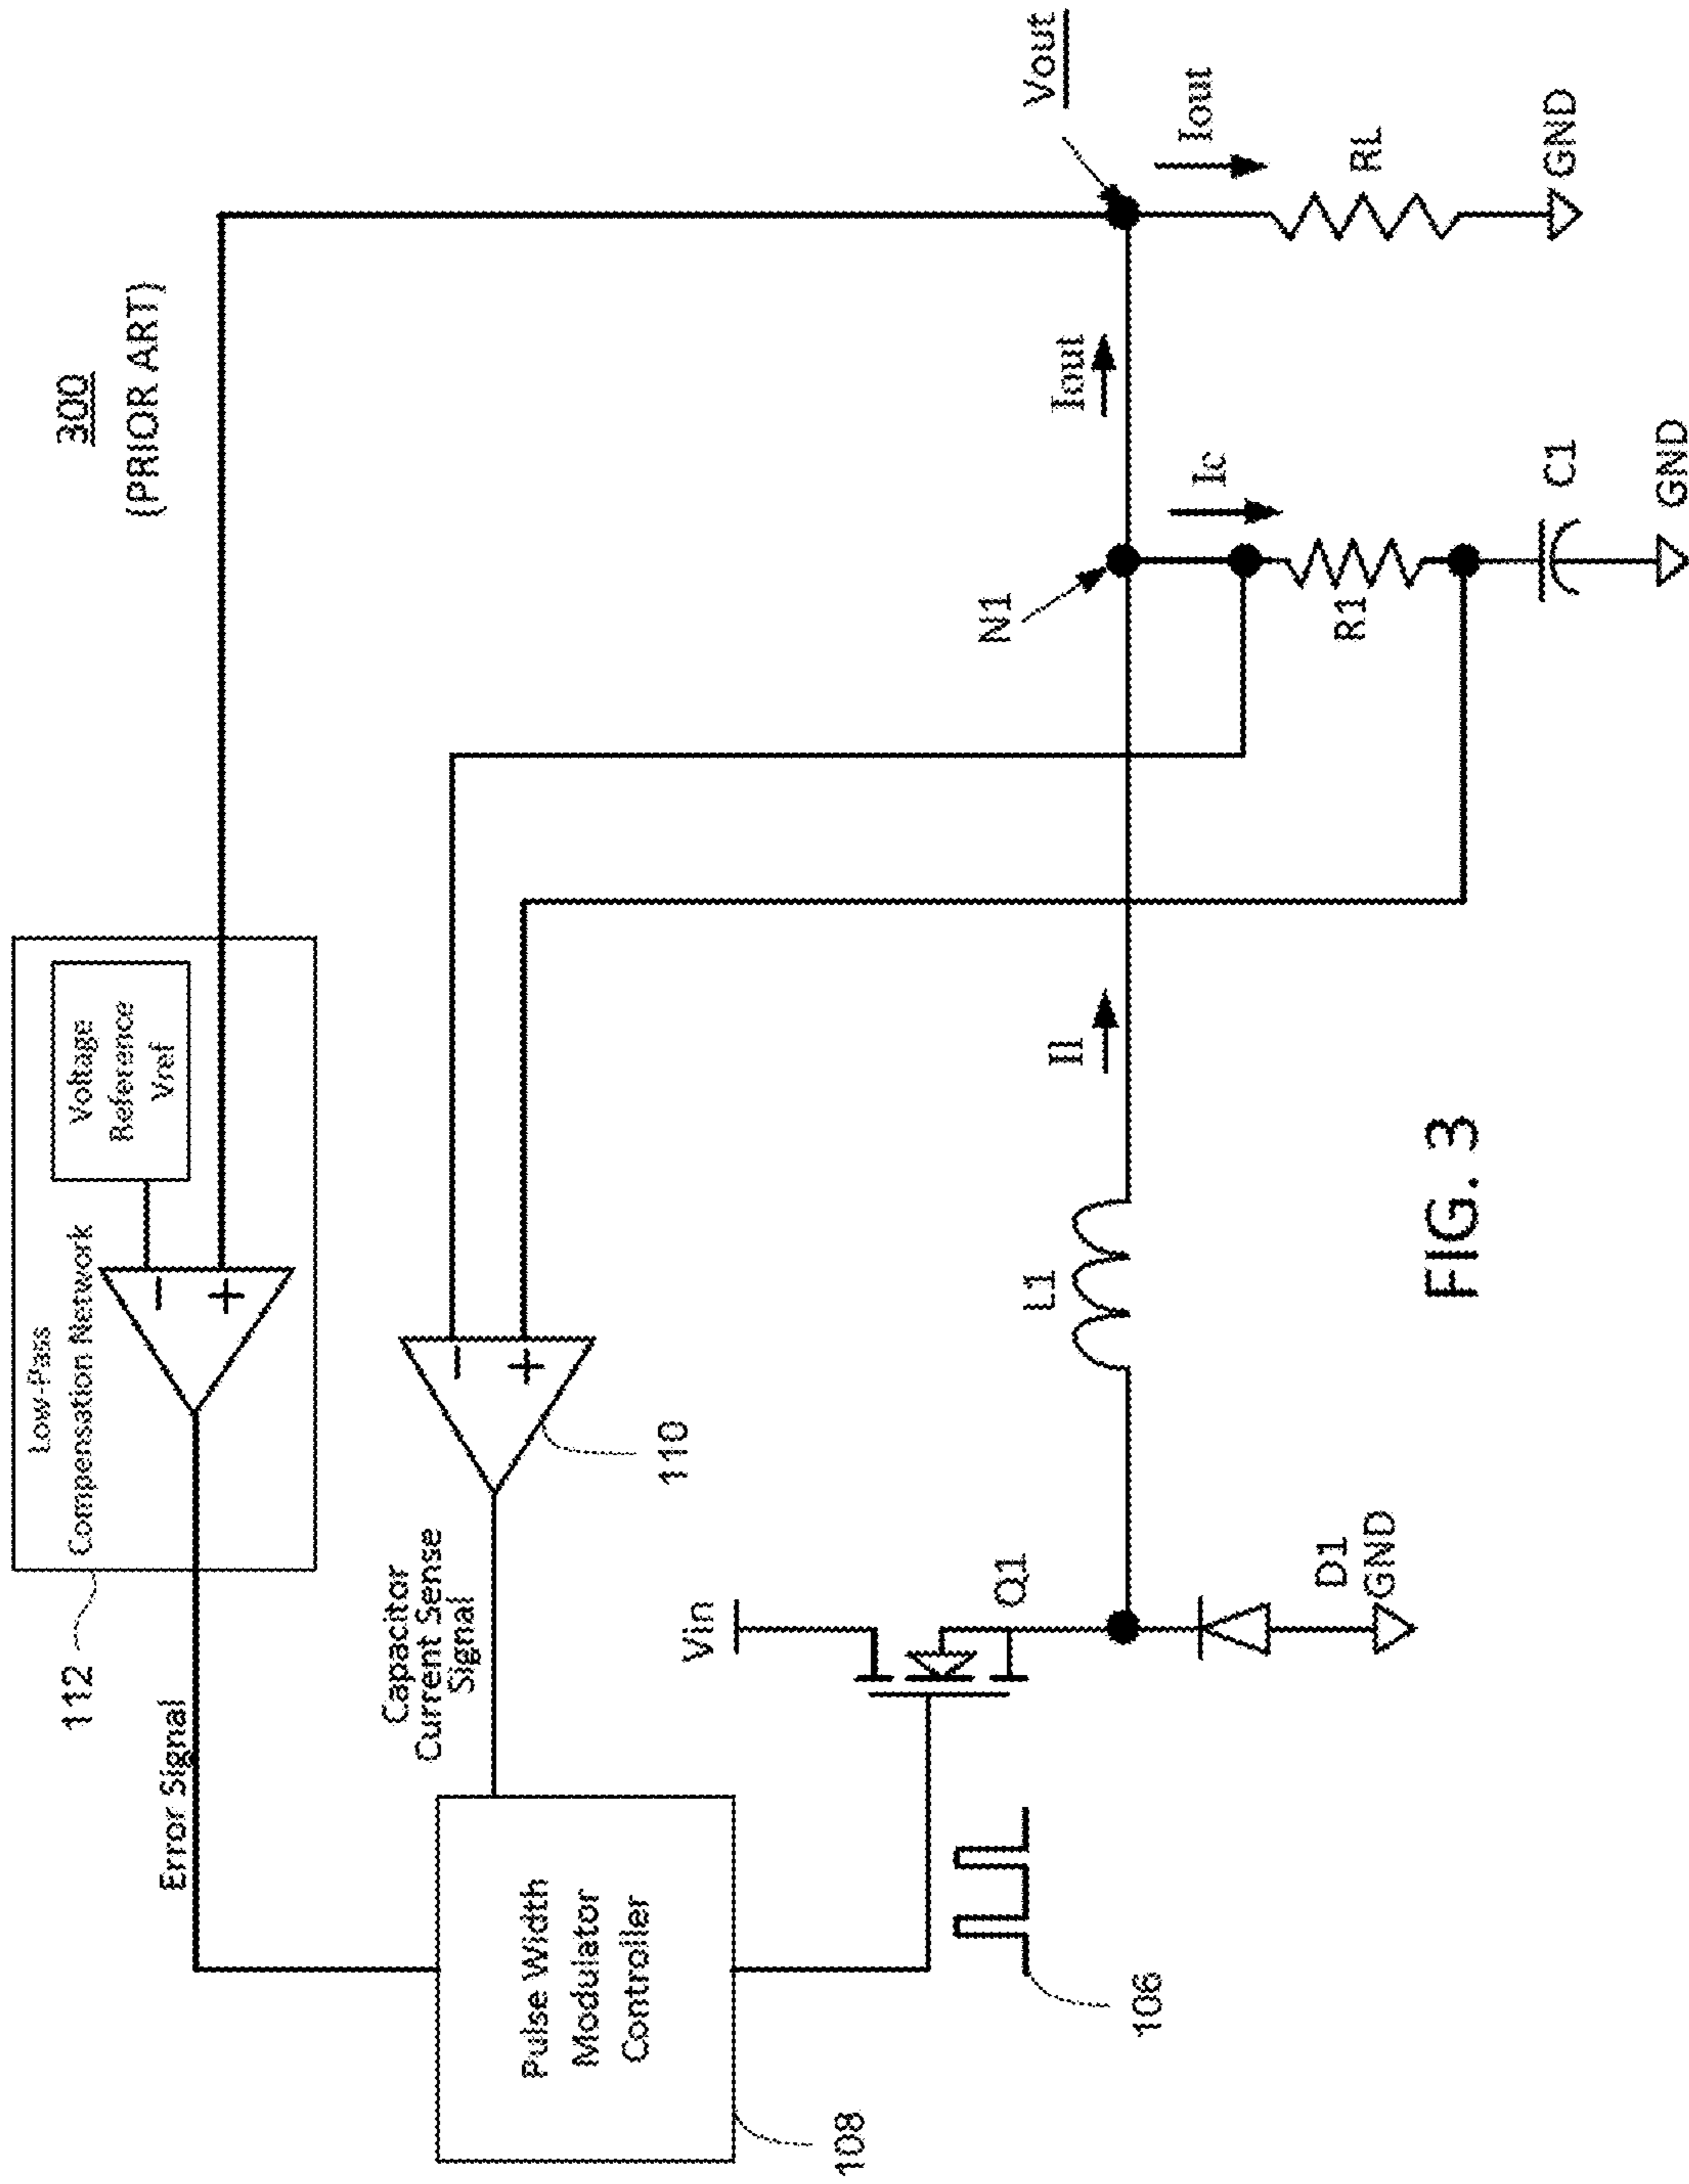 300
(PRIOR ART)
112
Low-Pass
Compensation Network
Voltage
Reference
Vref
−
+
Error Signal
Capacitor
Current Sense
Signal
−
+
110
Pulse Width
Modulator
Controller
108
106
Vin
Q1
D1
GND
L1
Il
N1
Iout
Ic
R1
C1
GND
Vout
Iout
RL
GND
FIG. 3